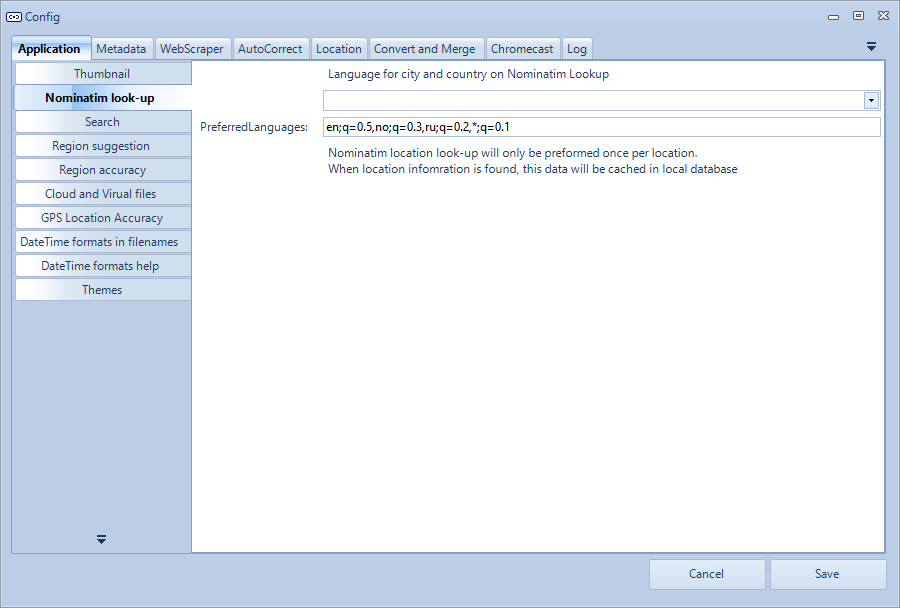 Config
Application Metadata WebScraper AutoCorrect Location Convert and Merge Chromecast Log
Thumbnail
Nominatim look-up
Search
Region suggestion
Region accuracy
Cloud and Virual files
GPS Location Accuracy
DateTime formats in filenames
DateTime formats help
Themes
Language for city and country on Nominatim Lookup
PreferredLanguages: en;q=0.5,no;q=0.3,ru;q=0.2,*;q=0.1
Nominatim location look-up will only be preformed once per location.
When location infomration is found, this data will be cached in local database
Cancel Save